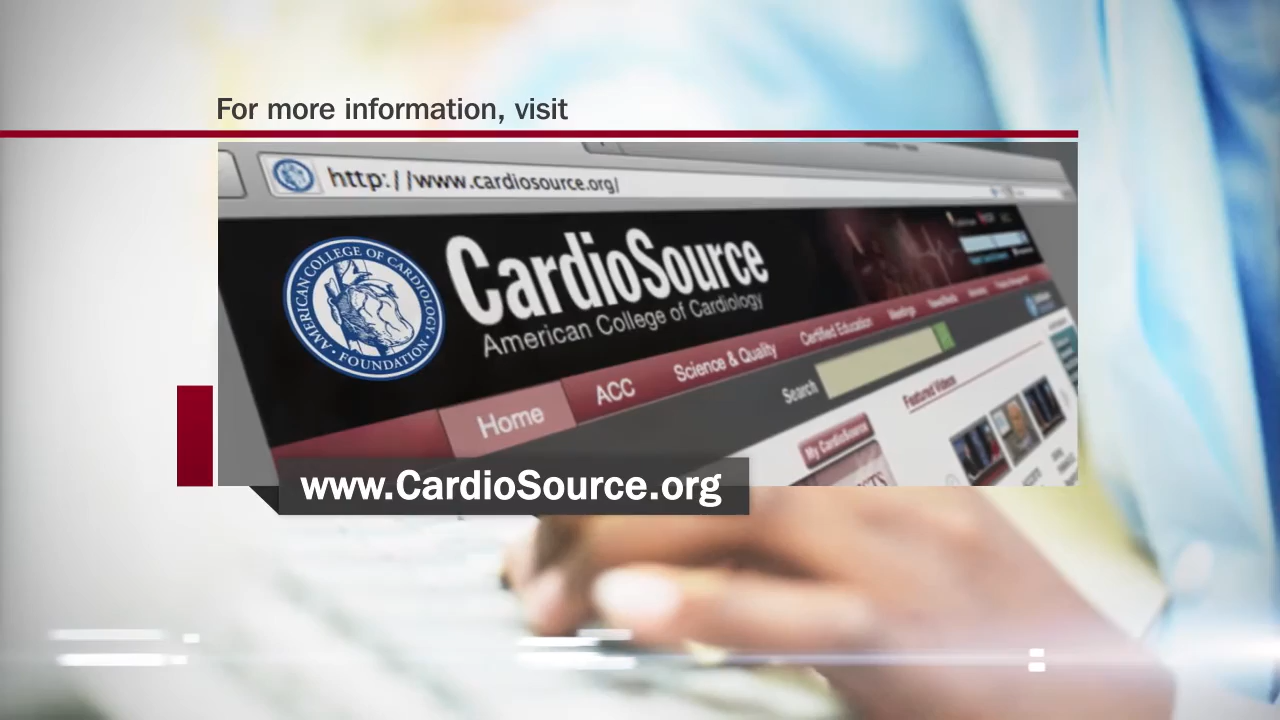 For more information, visit
http://www.cardiosource.org/
AMERICAN COLLEGE OF CARDIOLOGY
FOUNDATION
CardioSource
American College of Cardiology
Home
ACC
Science & Quality
Certified Education
Meetings
Search
Featured Videos
My CardioSource
www.CardioSource.org